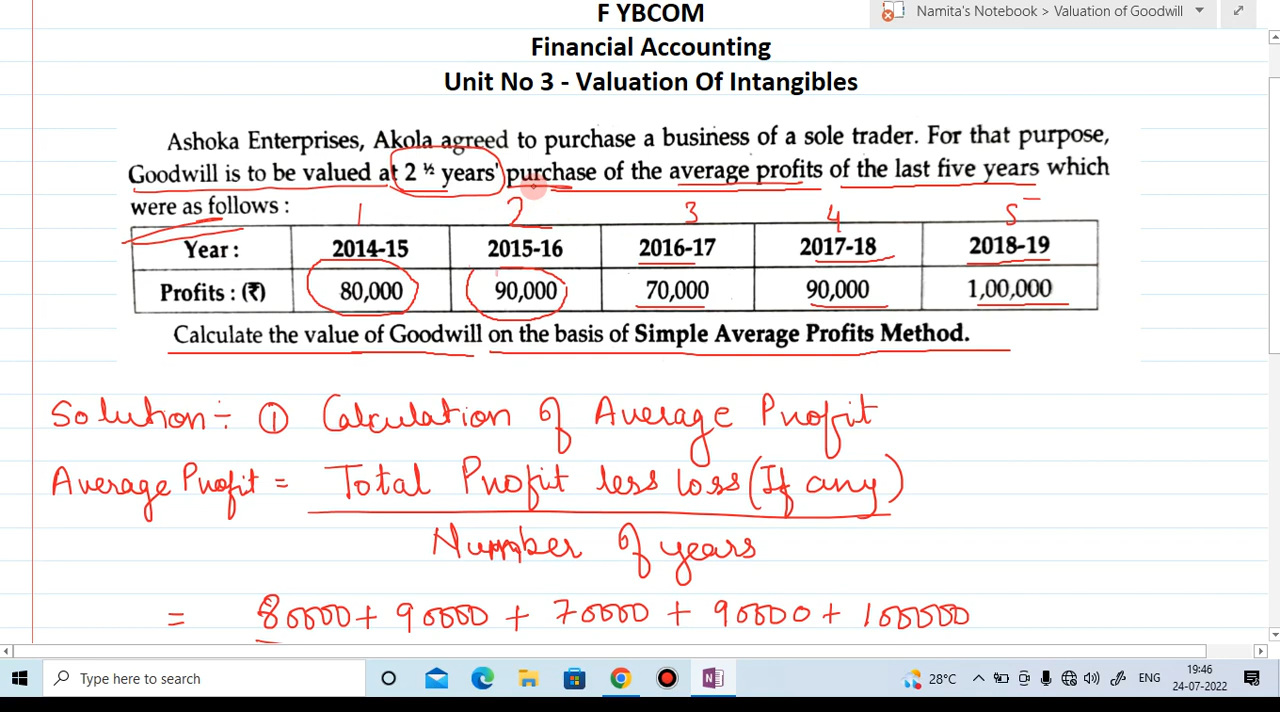 F YBCOM
Namita's Notebook > Valuation of Goodwill
Financial Accounting
Unit No 3 - Valuation Of Intangibles
Ashoka Enterprises, Akola agreed to purchase a business of a sole trader. For that purpose,
Goodwill is to be valued at 2 ½ years' purchase of the average profits of the last five years which
were as follows :
1 2 3 4 5
Year : 2014-15 2015-16 2016-17 2017-18 2018-19
Profits : (₹) 80,000 90,000 70,000 90,000 1,00,000
Calculate the value of Goodwill on the basis of Simple Average Profits Method.
Solution :- ① Calculation of Average Profit
Average Profit = Total Profit less loss (If any)
Number of years
= 80000 + 90000 + 70000 + 90000 + 100000
Type here to search
28°C
ENG
19:46
24-07-2022